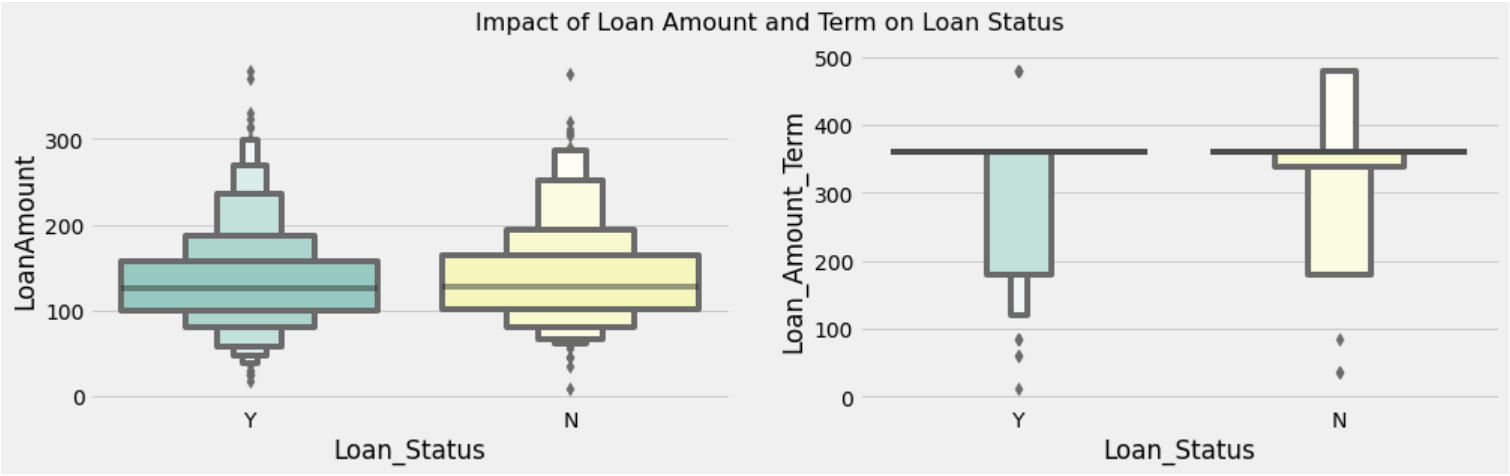 Impact of Loan Amount and Term on Loan Status
LoanAmount
300
200
100
0
Y
N
Loan_Status
Loan_Amount_Term
500
400
300
200
100
0
Y
N
Loan_Status